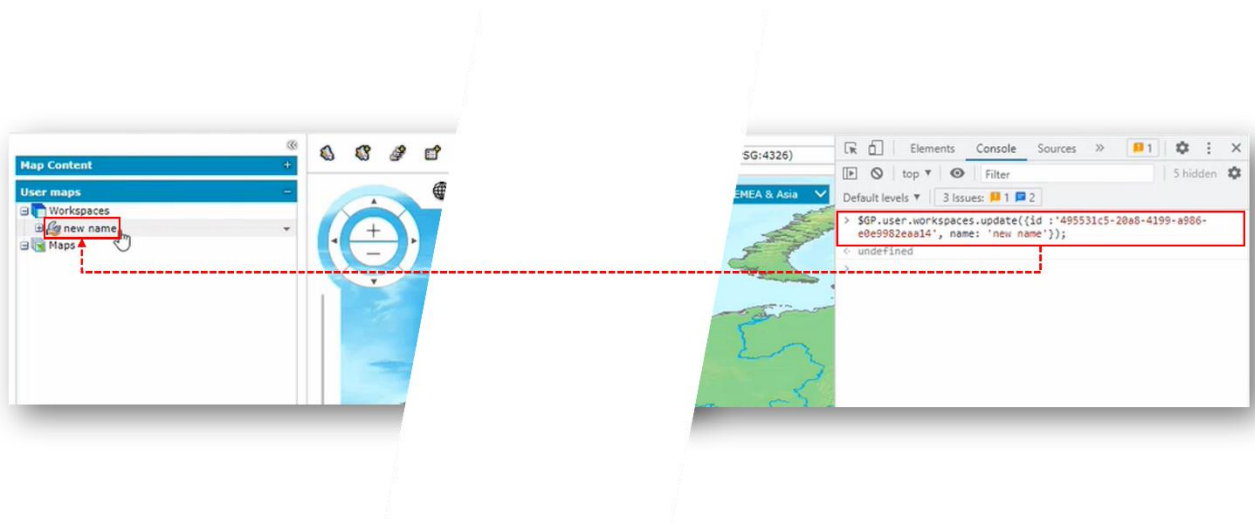 Map Content
User maps
Workspaces
new name
Maps
SG:4326)
EMEA & Asia
Elements Console Sources »
1
top ▼
Filter
5 hidden
Default levels ▼
3 Issues: 1 2
> $GP.user.workspaces.update({id :'495531c5-20a8-4199-a986-
e0e9982eaa14', name: 'new name'});
< undefined
>